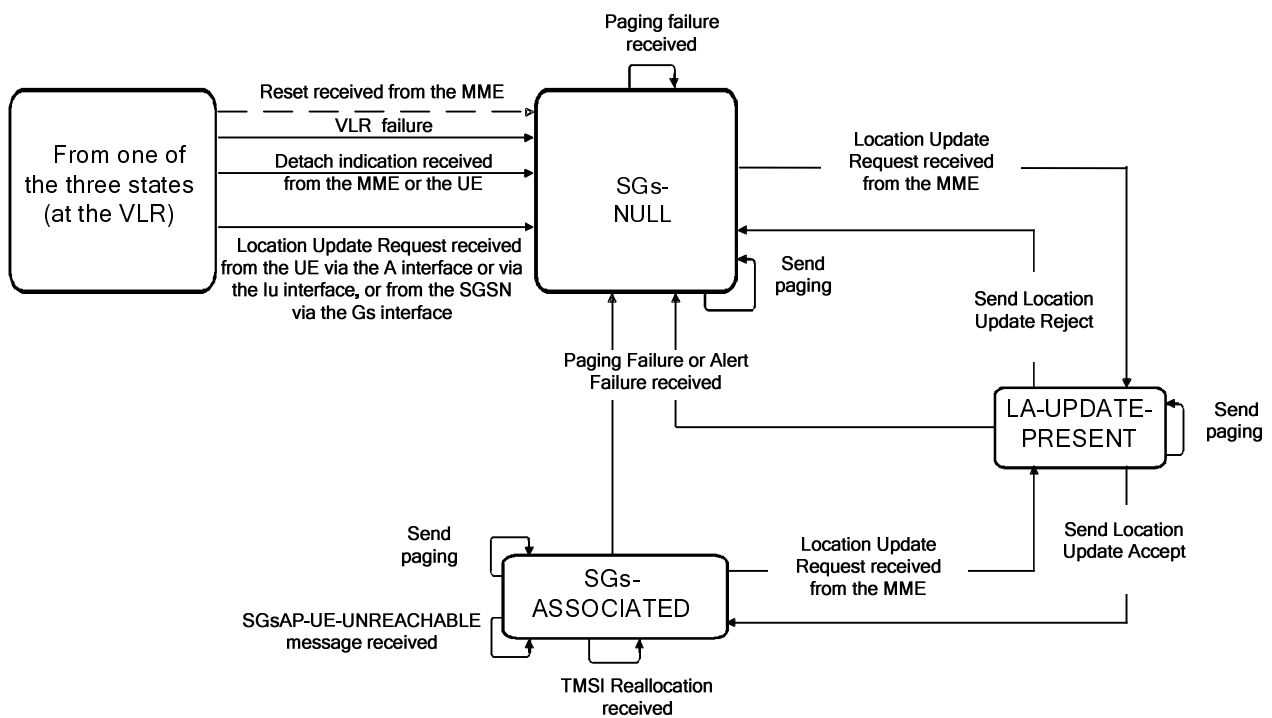 Paging failure
received
Reset received from the MME
VLR failure
Detach indication received
from the MME or the UE
From one of
the three states
(at the VLR)
Location Update Request received
from the UE via the A interface or via
the Iu interface, or from the SGSN
via the Gs interface
SGs-
NULL
Location Update
Request received
from the MME
Send
paging
Send Location
Update Reject
Paging Failure or Alert
Failure received
LA-UPDATE-
PRESENT
Send
paging
Send Location
Update Accept
Send
paging
SGs-
ASSOCIATED
Location Update
Request received
from the MME
SGsAP-UE-UNREACHABLE
message received
TMSI Reallocation
received